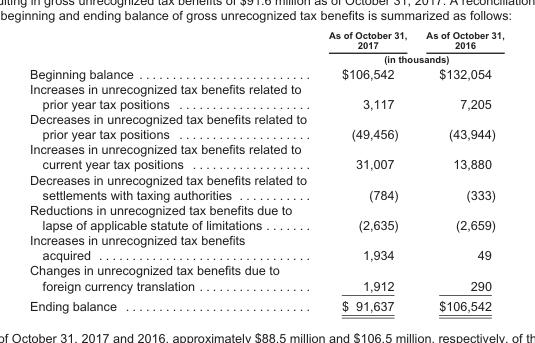 ulting in gross unrecognized tax benefits of $91.6 million as of October 31, 2017. A reconciliation
beginning and ending balance of gross unrecognized tax benefits is summarized as follows:
As of October 31, 2017 As of October 31, 2016
(in thousands)
Beginning balance . . . . . . . . . . . . . . . . . . . . . . . . . $106,542 $132,054
Increases in unrecognized tax benefits related to
prior year tax positions . . . . . . . . . . . . . . . . . . . 3,117 7,205
Decreases in unrecognized tax benefits related to
prior year tax positions . . . . . . . . . . . . . . . . . . . (49,456) (43,944)
Increases in unrecognized tax benefits related to
current year tax positions . . . . . . . . . . . . . . . . . 31,007 13,880
Decreases in unrecognized tax benefits related to
settlements with taxing authorities . . . . . . . . . . . (784) (333)
Reductions in unrecognized tax benefits due to
lapse of applicable statute of limitations . . . . . . . (2,635) (2,659)
Increases in unrecognized tax benefits
acquired . . . . . . . . . . . . . . . . . . . . . . . . . . . . . . . 1,934 49
Changes in unrecognized tax benefits due to
foreign currency translation . . . . . . . . . . . . . . . . 1,912 290
Ending balance . . . . . . . . . . . . . . . . . . . . . . . . . . . $ 91,637 $106,542
of October 31, 2017 and 2016, approximately $88.5 million and $106.5 million, respectively, of th